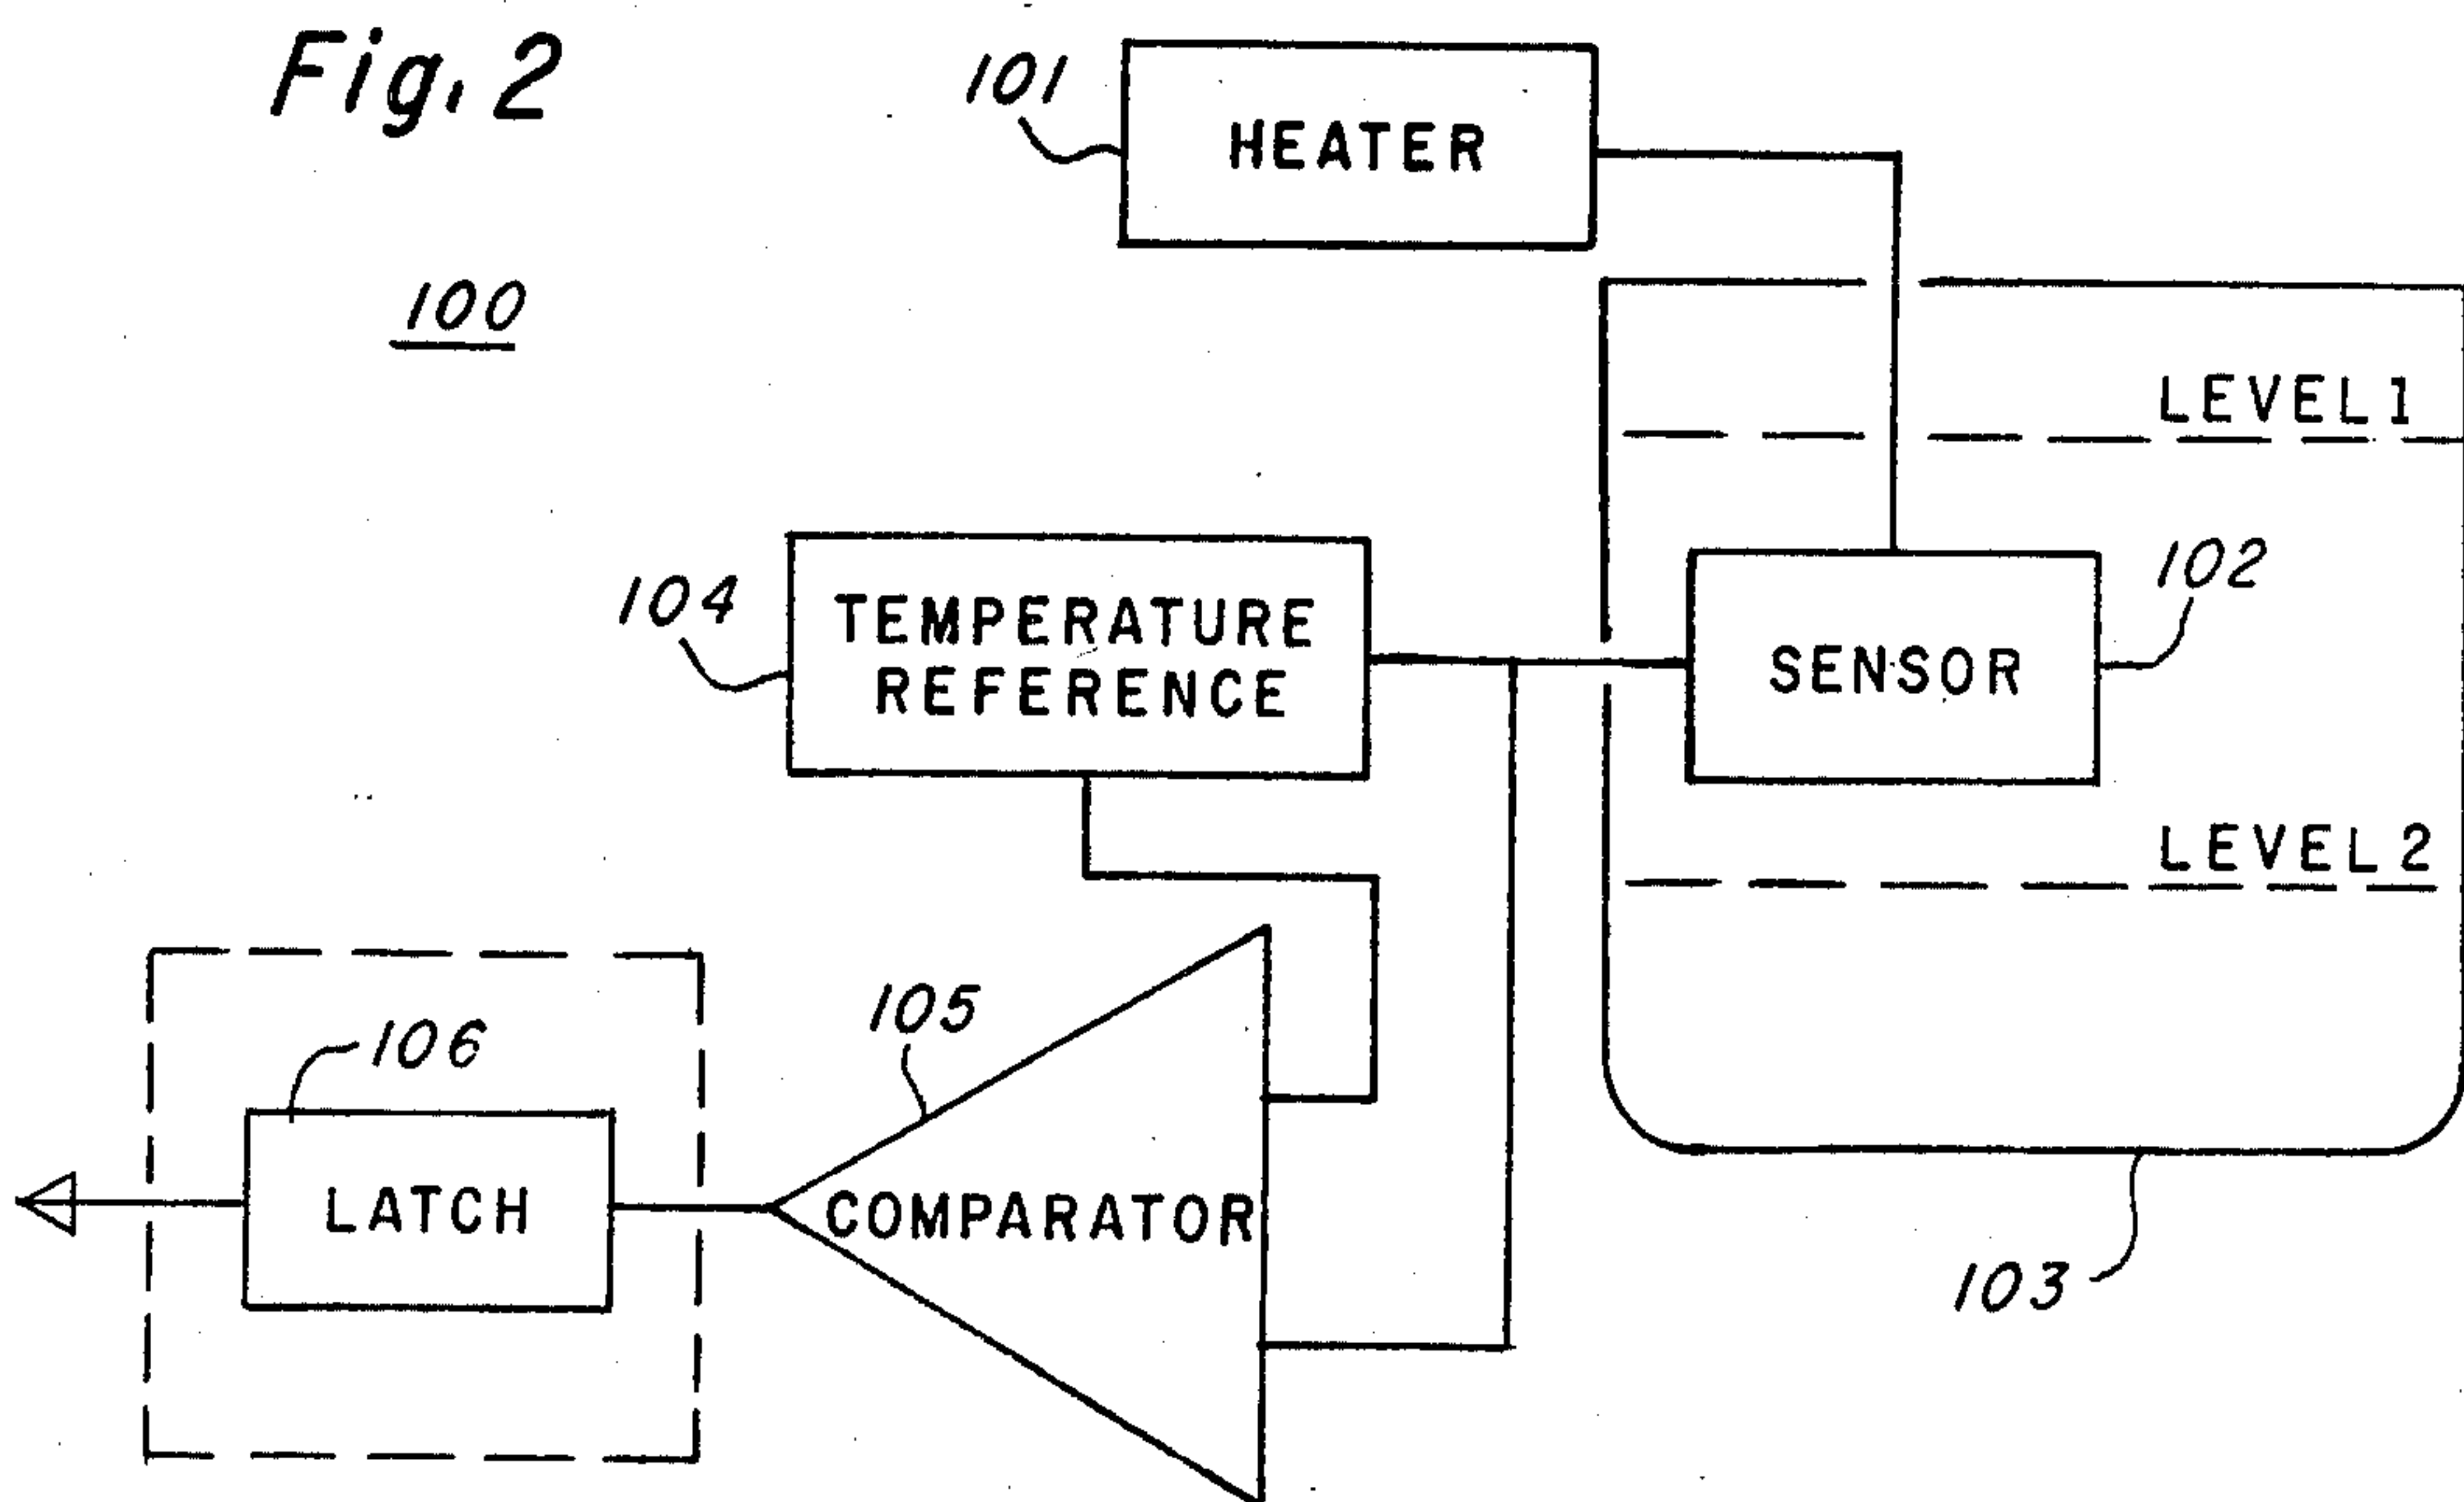 Fig. 2
101
HEATER
100
LEVEL 1
104
TEMPERATURE
REFERENCE
102
SENSOR
LEVEL 2
105
106
LATCH
COMPARATOR
103